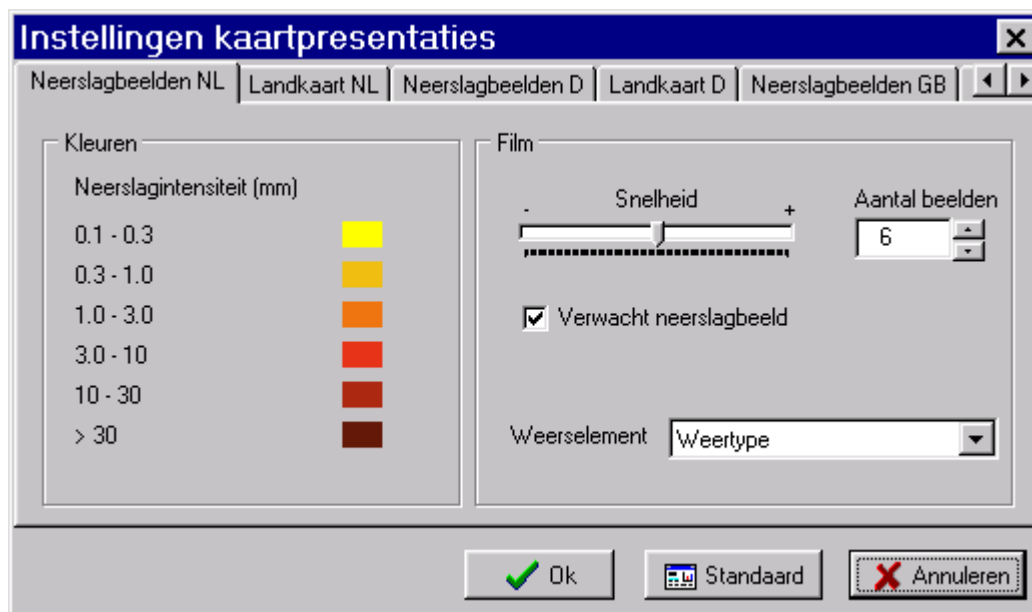 Instellingen kaartpresentaties
Neerslagbeelden NL
Landkaart NL
Neerslagbeelden D
Landkaart D
Neerslagbeelden GB
Kleuren
Neerslagintensiteit (mm)
0.1 - 0.3
0.3 - 1.0
1.0 - 3.0
3.0 - 10
10 - 30
> 30
Film
- Snelheid +
Aantal beelden
6
Verwacht neerslagbeeld
Weerselement
Weertype
Ok
Standaard
Annuleren